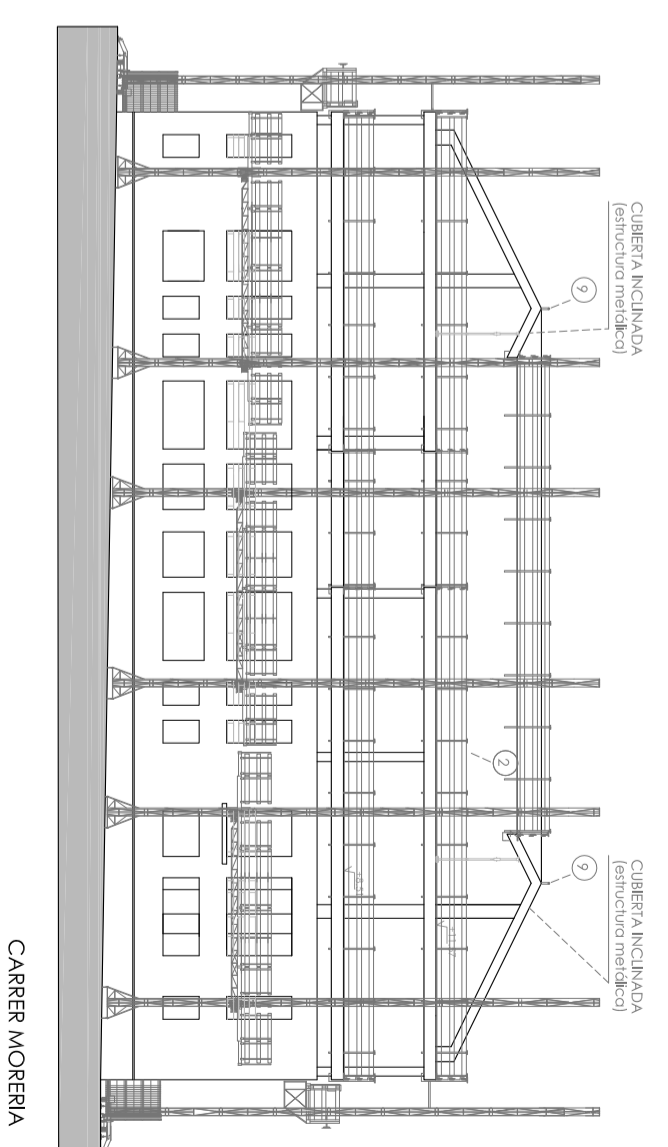 CUBIERTA INCLINADA
(estructura metálica)
9
2
CUBIERTA INCLINADA
(estructura metálica)
9
CARRER MORERIA